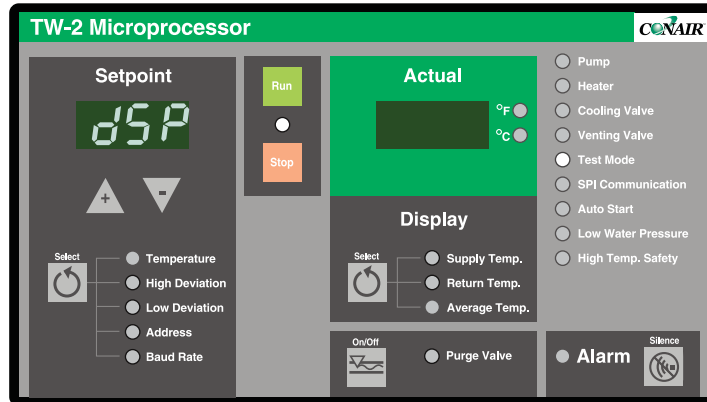 TW-2 Microprocessor
CONAIR
Setpoint
dSP
+
-
Select
Temperature
High Deviation
Low Deviation
Address
Baud Rate
Run
Stop
Actual
°F
°C
Display
Select
Supply Temp.
Return Temp.
Average Temp.
On/Off
Purge Valve
Pump
Heater
Cooling Valve
Venting Valve
Test Mode
SPI Communication
Auto Start
Low Water Pressure
High Temp. Safety
Alarm
Silence